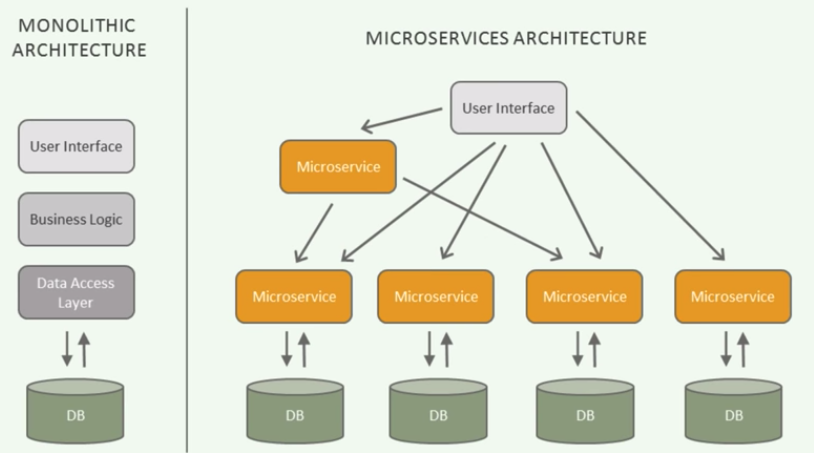 MONOLITHIC
ARCHITECTURE
User Interface
Business Logic
Data Access
Layer
DB
MICROSERVICES ARCHITECTURE
User Interface
Microservice
Microservice
Microservice
Microservice
Microservice
DB
DB
DB
DB